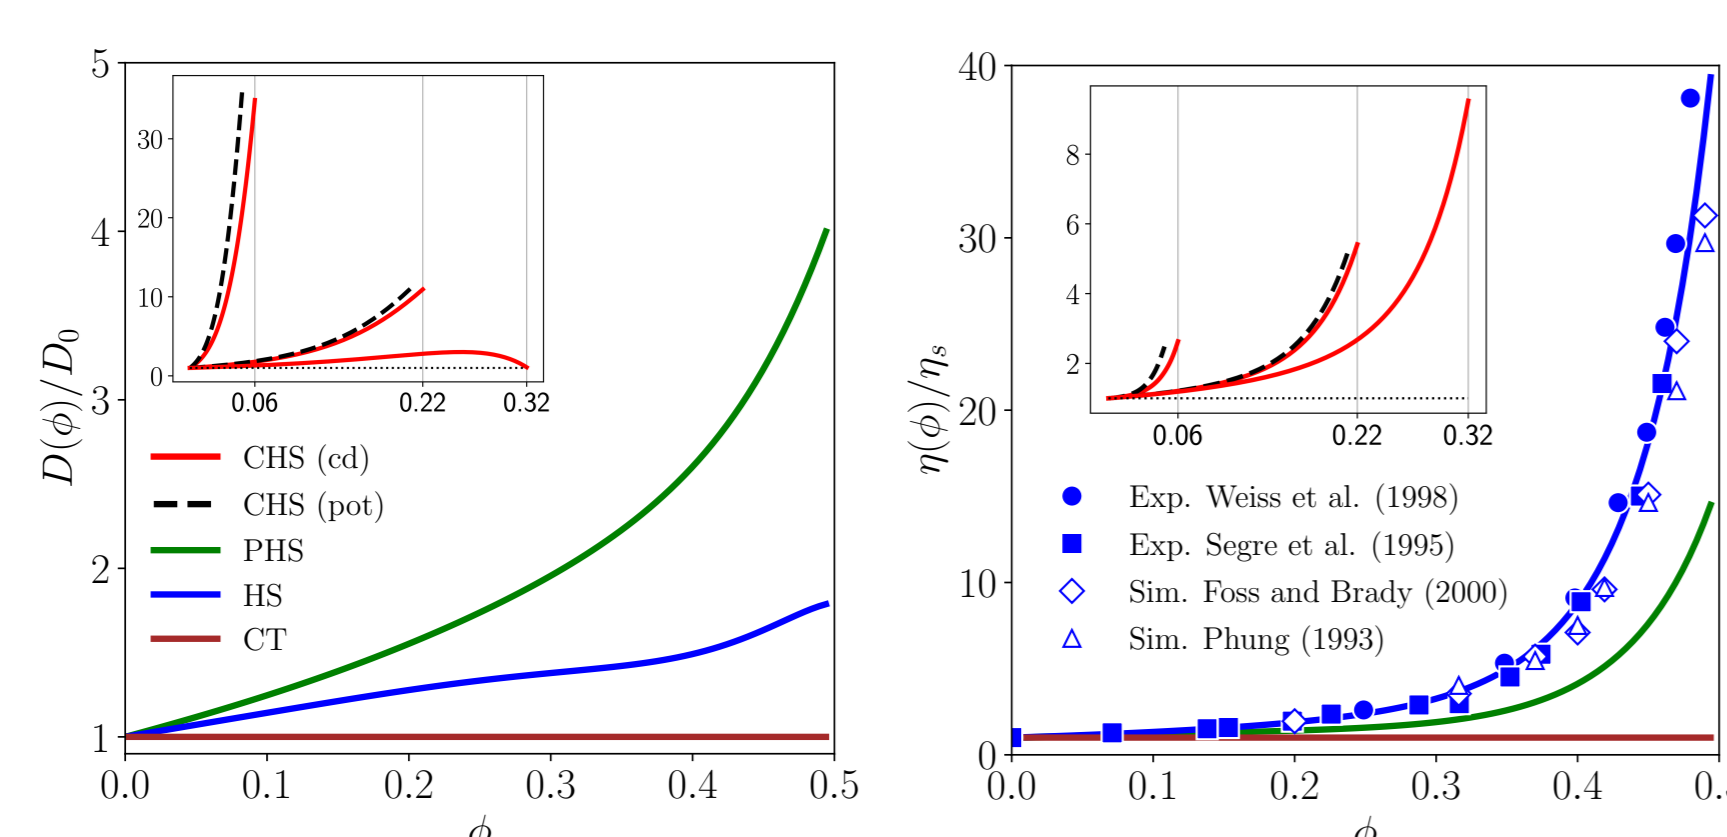 5
4
3
2
1
D(ϕ)/D₀
30
20
10
0
0.06 0.22 0.32
CHS (cd)
CHS (pot)
PHS
HS
CT
0.0 0.1 0.2 0.3 0.4 0.5
ϕ
40
30
20
10
0
η(ϕ)/ηₛ
8
6
4
2
0.06 0.22 0.32
Exp. Weiss et al. (1998)
Exp. Segre et al. (1995)
Sim. Foss and Brady (2000)
Sim. Phung (1993)
0.0 0.1 0.2 0.3 0.4 0.
ϕ